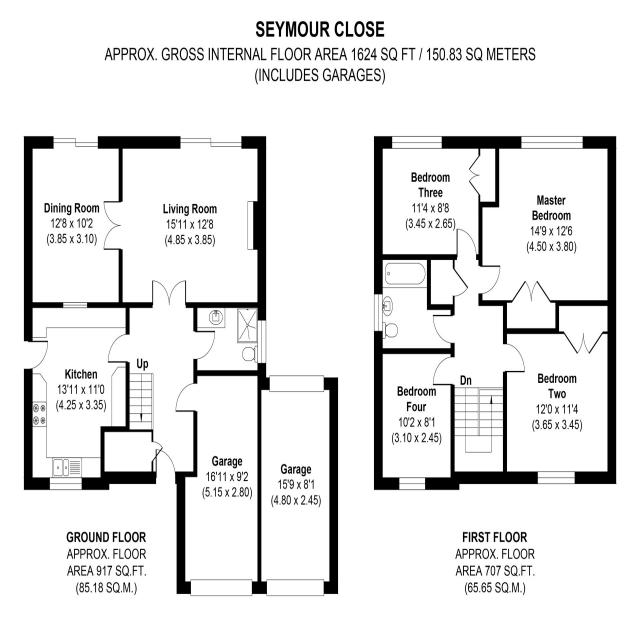 SEYMOUR CLOSE
APPROX. GROSS INTERNAL FLOOR AREA 1624 SQ FT / 150.83 SQ METERS
(INCLUDES GARAGES)
Dining Room
12'8 x 10'2
(3.85 x 3.10)
Living Room
15'11 x 12'8
(4.85 x 3.85)
Kitchen
13'11 x 11'0
(4.25 x 3.35)
Up
Garage
16'11 x 9'2
(5.15 x 2.80)
Garage
15'9 x 8'1
(4.80 x 2.45)
GROUND FLOOR
APPROX. FLOOR
AREA 917 SQ.FT.
(85.18 SQ.M.)
Bedroom
Three
11'4 x 8'8
(3.45 x 2.65)
Master
Bedroom
14'9 x 12'6
(4.50 x 3.80)
Bedroom
Four
10'2 x 8'1
(3.10 x 2.45)
Dn
Bedroom
Two
12'0 x 11'4
(3.65 x 3.45)
FIRST FLOOR
APPROX. FLOOR
AREA 707 SQ.FT.
(65.65 SQ.M.)